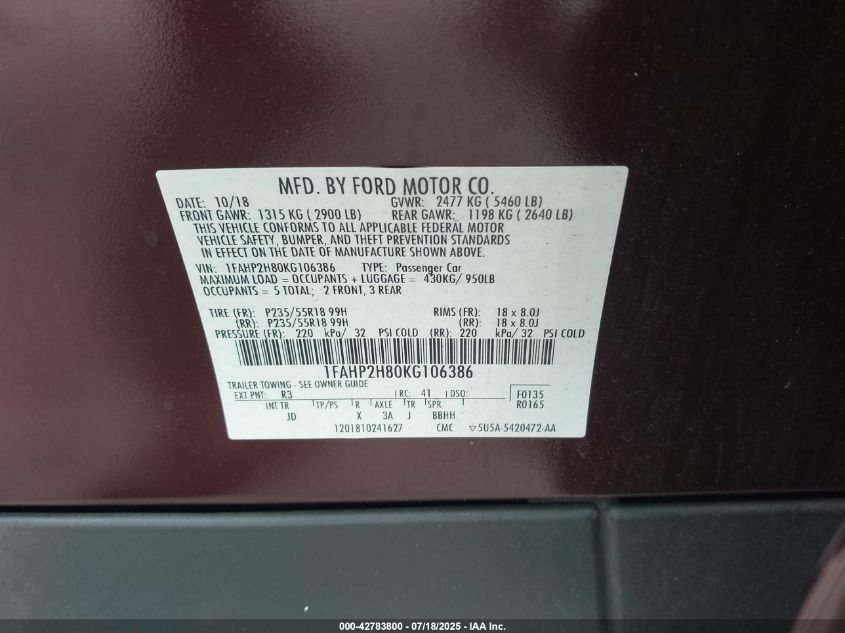 MFD. BY FORD MOTOR CO.
DATE: 10/18 GVWR: 2477 KG ( 5460 LB)
FRONT GAWR: 1315 KG ( 2900 LB) REAR GAWR: 1198 KG ( 2640 LB)
THIS VEHICLE CONFORMS TO ALL APPLICABLE FEDERAL MOTOR
VEHICLE SAFETY, BUMPER, AND THEFT PREVENTION STANDARDS
IN EFFECT ON THE DATE OF MANUFACTURE SHOWN ABOVE.
VIN: 1FAHP2H80KG106386 TYPE: Passenger Car
MAXIMUM LOAD = OCCUPANTS + LUGGAGE = 430KG/ 950LB
OCCUPANTS = 5 TOTAL; 2 FRONT, 3 REAR
TIRE (FR): P235/55R18 99H RIMS (FR): 18 x 8.0J
(RR): P235/55R18 99H (RR): 18 x 8.0J
PRESSURE (FR): 220 kPa/ 32 PSI COLD (RR): 220 kPa/ 32 PSI COLD
1FAHP2H80KG106386
TRAILER TOWING - SEE OWNER GUIDE
EXT PNT: R3 RC: 41 DSO: F0135
INT TR TP/PS R AXLE TR SPR R0165
JD X 3A J BBHH
1201810241627 CMC ▽5U5A-5420472-AA
000-42783800 - 07/18/2025 - IAA Inc.